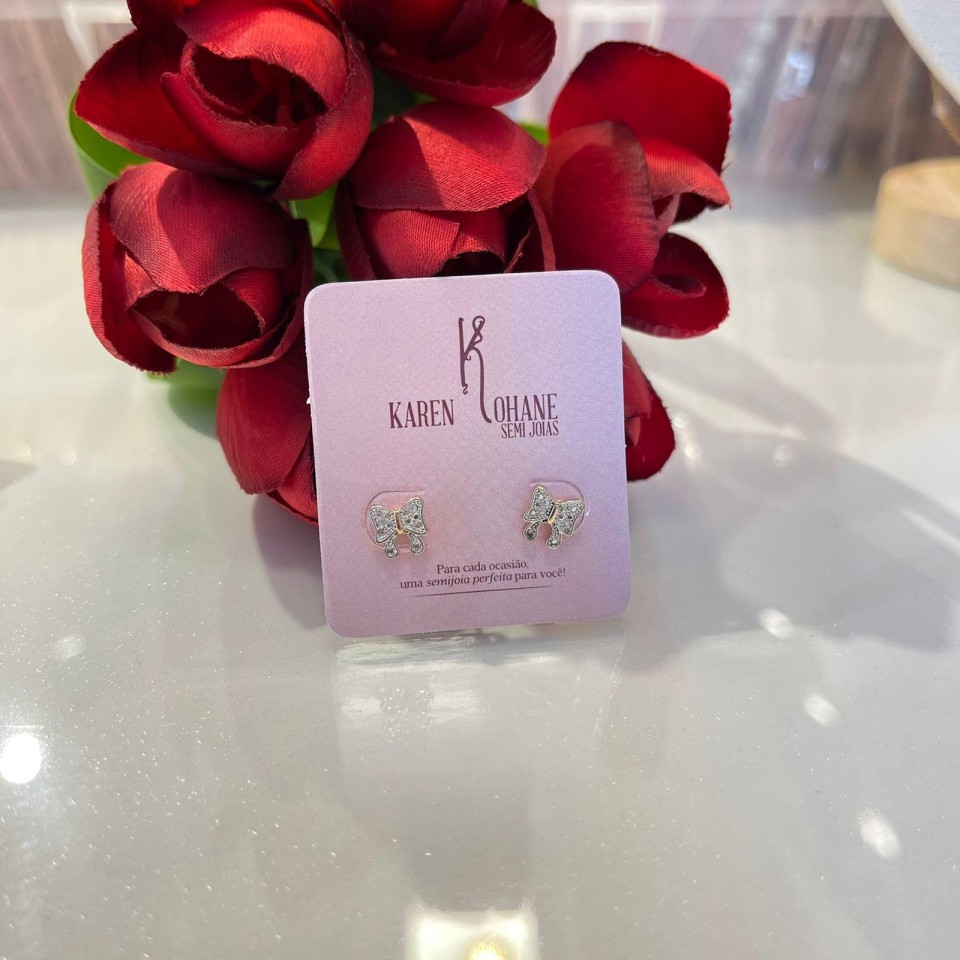 K
KAREN KOHANE
SEMI JOIAS
Para cada ocasião,
uma semijoia perfeita para você!